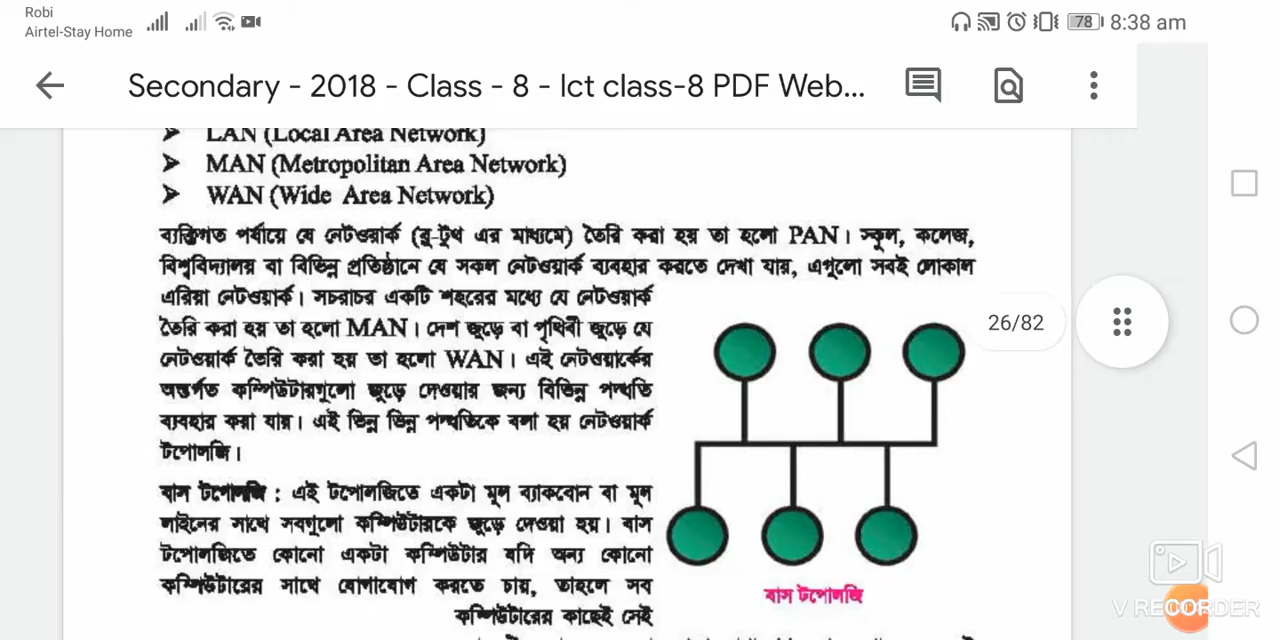 Robi
Airtel-Stay Home
78
8:38 am
Secondary - 2018 - Class - 8 - Ict class-8 PDF Web...
➤ LAN (Local Area Network)
➤ MAN (Metropolitan Area Network)
➤ WAN (Wide Area Network)
ব্যক্তিগত পর্যায়ে যে নেটওয়ার্ক (ব্লু-টুথ এর মাধ্যমে) তৈরি করা হয় তা হলো PAN। স্কুল, কলেজ,
বিশ্ববিদ্যালয় বা বিভিন্ন প্রতিষ্ঠানে যে সকল নেটওয়ার্ক ব্যবহার করতে দেখা যায়, এগুলো সবই লোকাল
এরিয়া নেটওয়ার্ক। সচরাচর একটি শহরের মধ্যে যে নেটওয়ার্ক
তৈরি করা হয় তা হলো MAN। দেশ জুড়ে বা পৃথিবী জুড়ে যে
নেটওয়ার্ক তৈরি করা হয় তা হলো WAN। এই নেটওয়ার্কের
অন্তর্গত কম্পিউটারগুলো জুড়ে দেওয়ার জন্য বিভিন্ন পদ্ধতি
ব্যবহার করা যায়। এই ভিন্ন ভিন্ন পদ্ধতিকে বলা হয় নেটওয়ার্ক
টপোলজি।
26/82
বাস টপোলজি : এই টপোলজিতে একটা মূল ব্যাকবোন বা মূল
লাইনের সাথে সবগুলো কম্পিউটারকে জুড়ে দেওয়া হয়। বাস
টপোলজিতে কোনো একটা কম্পিউটার যদি অন্য কোনো
কম্পিউটারের সাথে যোগাযোগ করতে চায়, তাহলে সব
কম্পিউটারের কাছেই সেই
বাস টপোলজি
V RECORDER